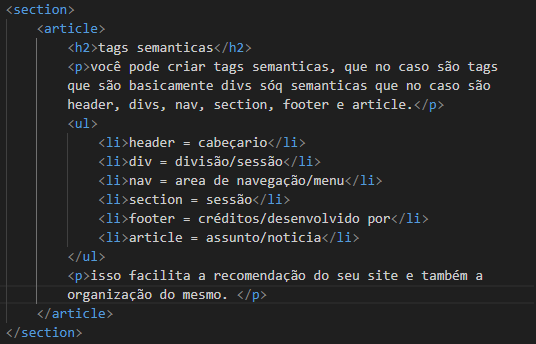 <section>
<article>
<h2>tags semanticas</h2>
<p>você pode criar tags semanticas, que no caso são tags
que são basicamente divs sóq semanticas que no caso são
header, divs, nav, section, footer e article.</p>
<ul>
<li>header = cabeçario</li>
<li>div = divisão/sessão</li>
<li>nav = area de navegação/menu</li>
<li>section = sessão</li>
<li>footer = créditos/desenvolvido por</li>
<li>article = assunto/noticia</li>
</ul>
<p>isso facilita a recomendação do seu site e também a
organização do mesmo. </p>
</article>
</section>